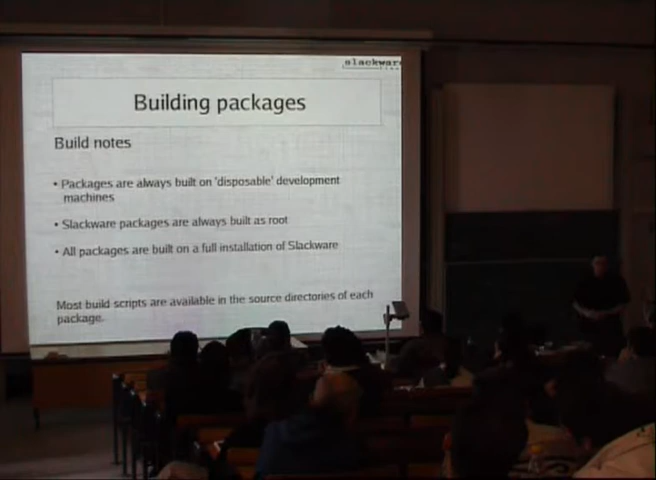 slackware
Building packages
Build notes
• Packages are always built on 'disposable' development
machines
• Slackware packages are always built as root
• All packages are built on a full installation of Slackware
Most build scripts are available in the source directories of each
package.